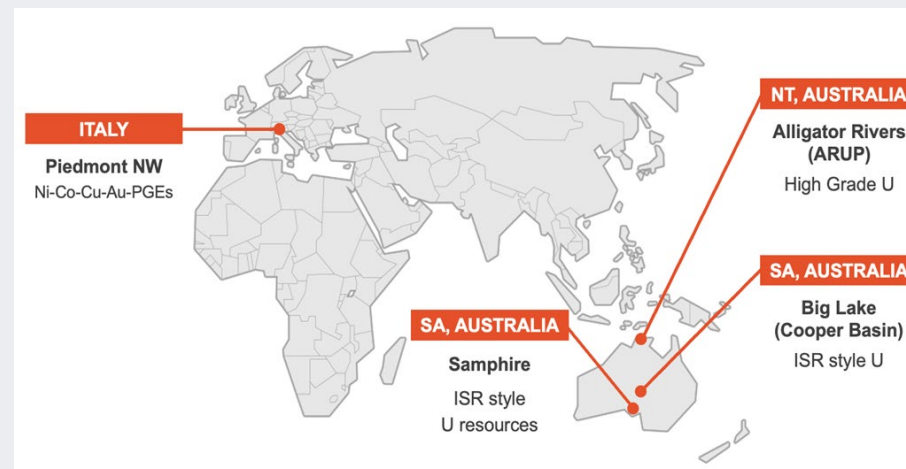 ITALY
Piedmont NW
Ni-Co-Cu-Au-PGEs
NT, AUSTRALIA
Alligator Rivers
(ARUP)
High Grade U
SA, AUSTRALIA
Big Lake
(Cooper Basin)
ISR style U
SA, AUSTRALIA
Samphire
ISR style
U resources